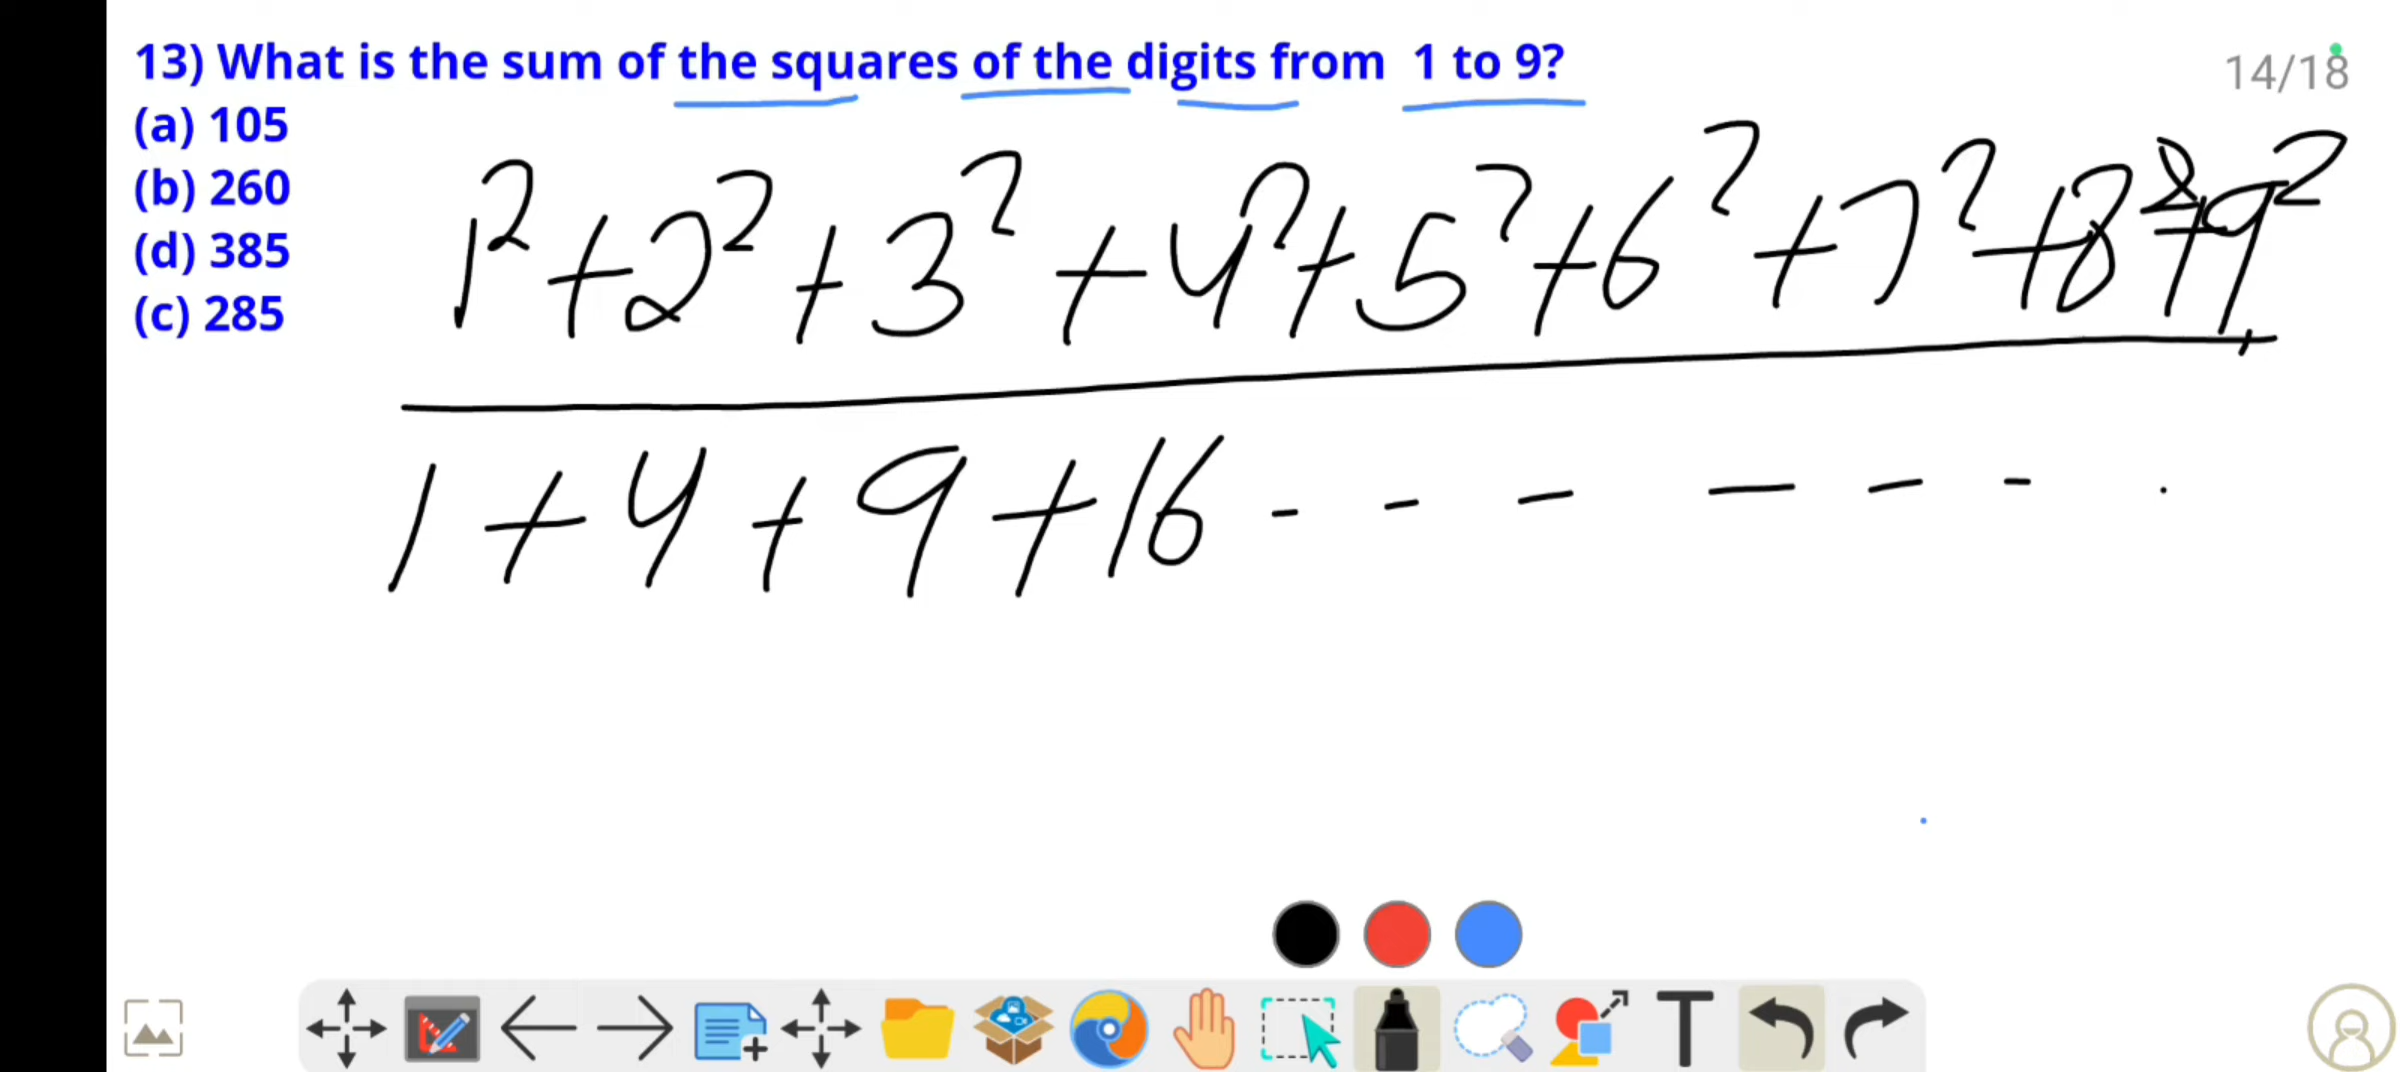 13) What is the sum of the squares of the digits from 1 to 9?
14/18
(a) 105
(b) 260
(d) 385
(c) 285
1²+2²+3²+4²+5²+6²+7²+8²+9²
1+4+9+16- - - - - - .
T